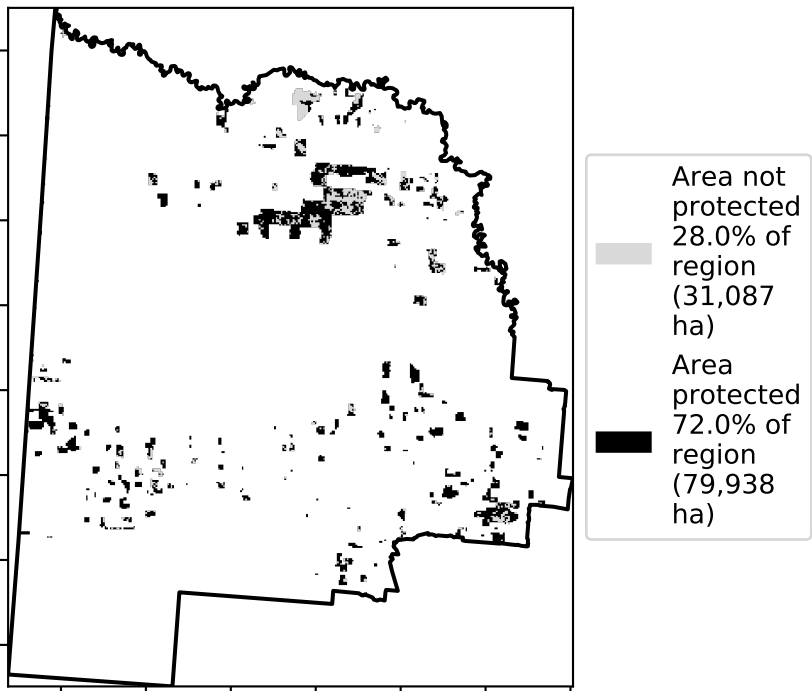 Area not
protected
28.0% of
region
(31,087
ha)
Area
protected
72.0% of
region
(79,938
ha)